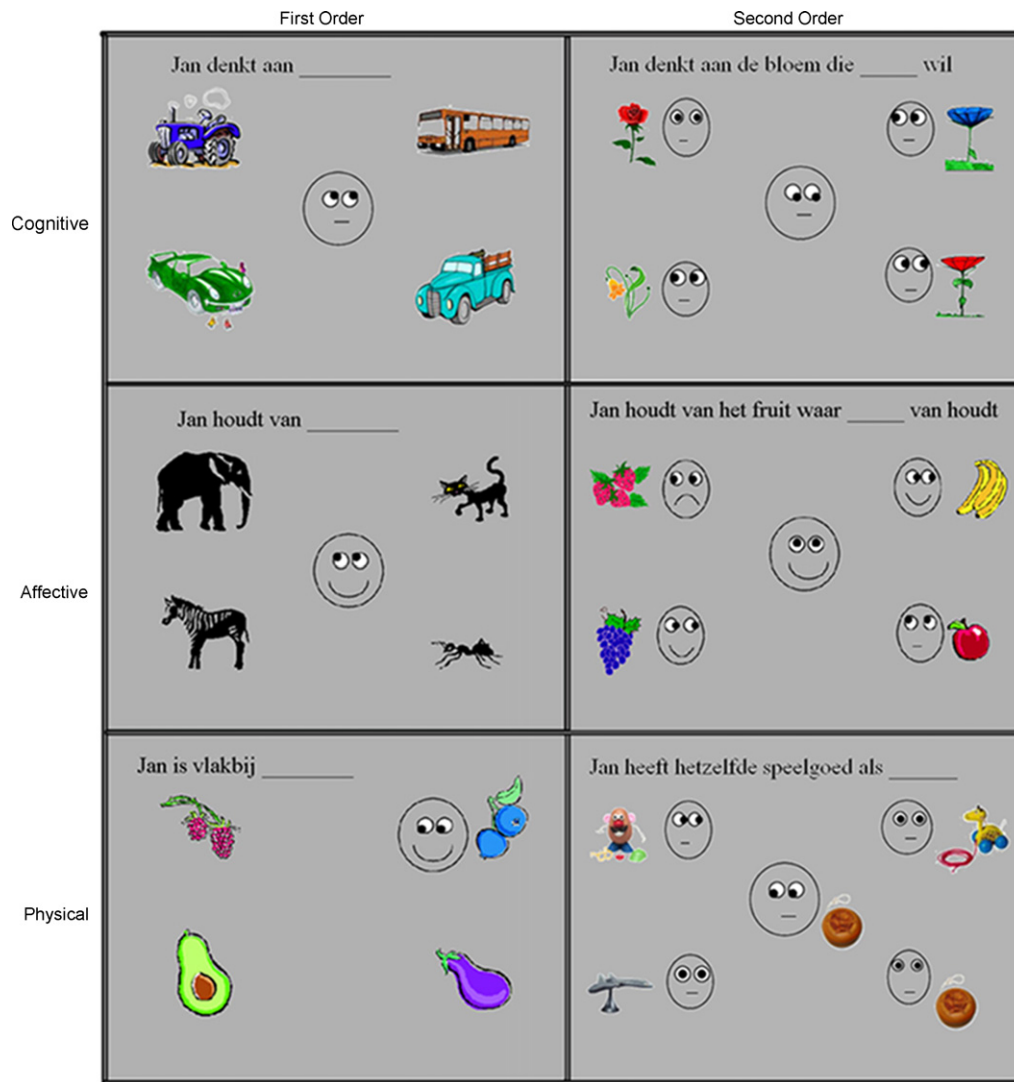 First Order
Second Order
Cognitive
Jan denkt aan ________
Jan denkt aan de bloem die _____ wil
Affective
Jan houdt van ________
Jan houdt van het fruit waar _____ van houdt
Physical
Jan is vlakbij ________
Jan heeft hetzelfde speelgoed als ______